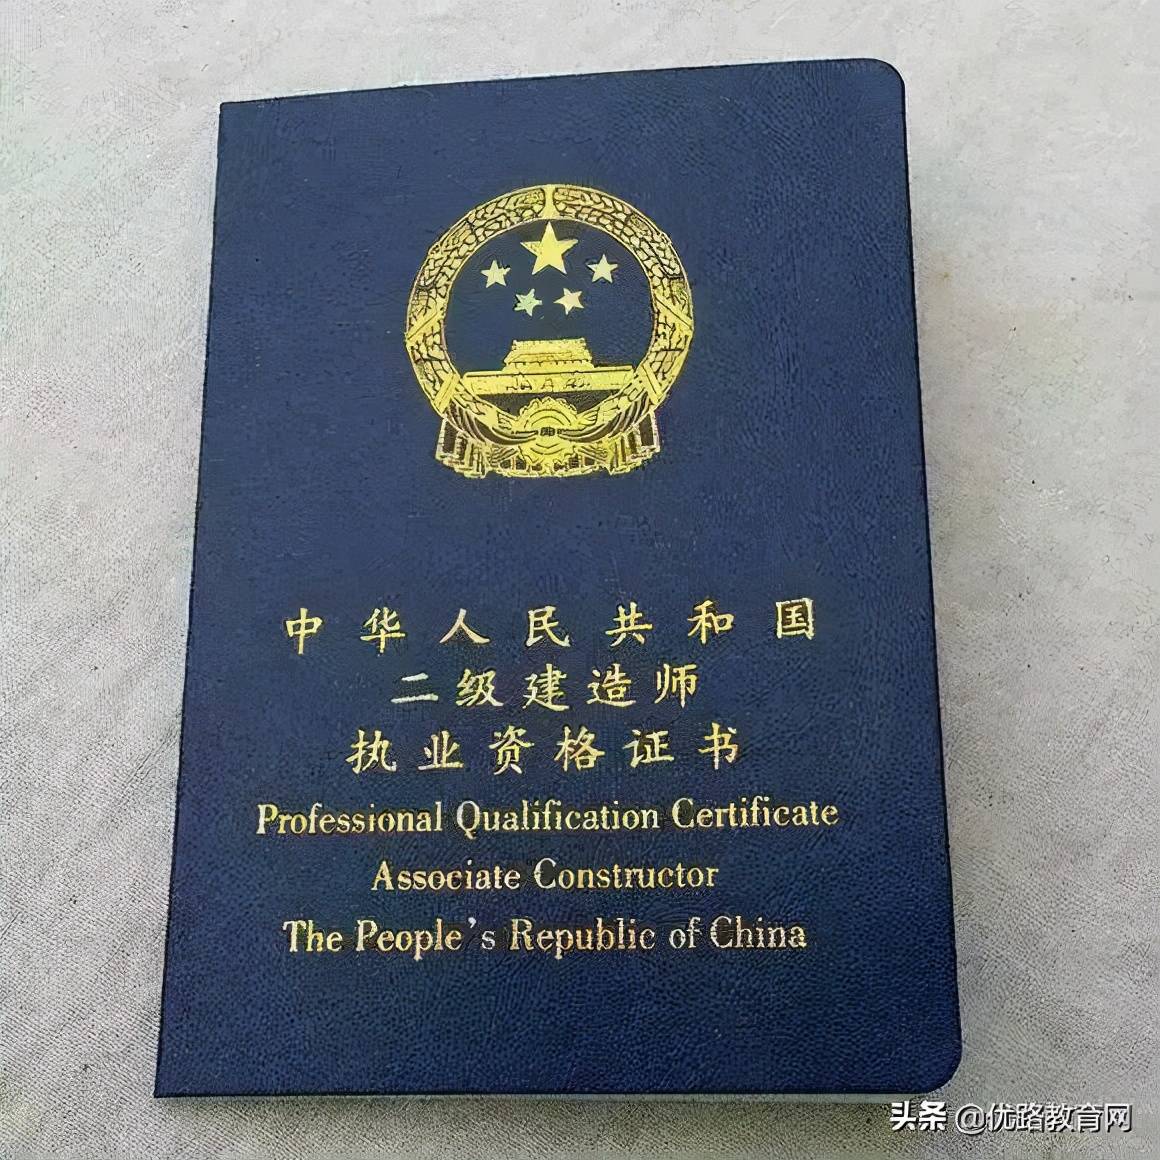 中华人民共和国
二级建造师
执业资格证书
Professional Qualification Certificate
Associate Constructor
The People's Republic of China
头条 @优路教育网